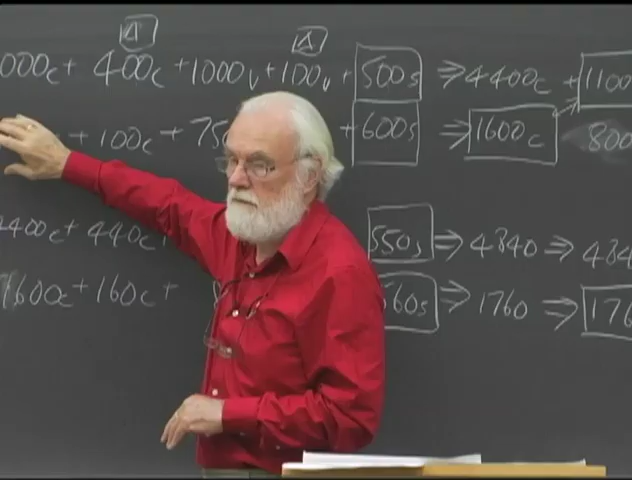 Δ Δ
000c + 400c + 1000v + 100v + 500s ⇒ 4400c + 1100
+ 100c + 75 + 600s ⇒ 1600c 800
4400c + 440c + 550s ⇒ 4840 ⇒ 484
1600c + 160c + 160s ⇒ 1760 ⇒ 176